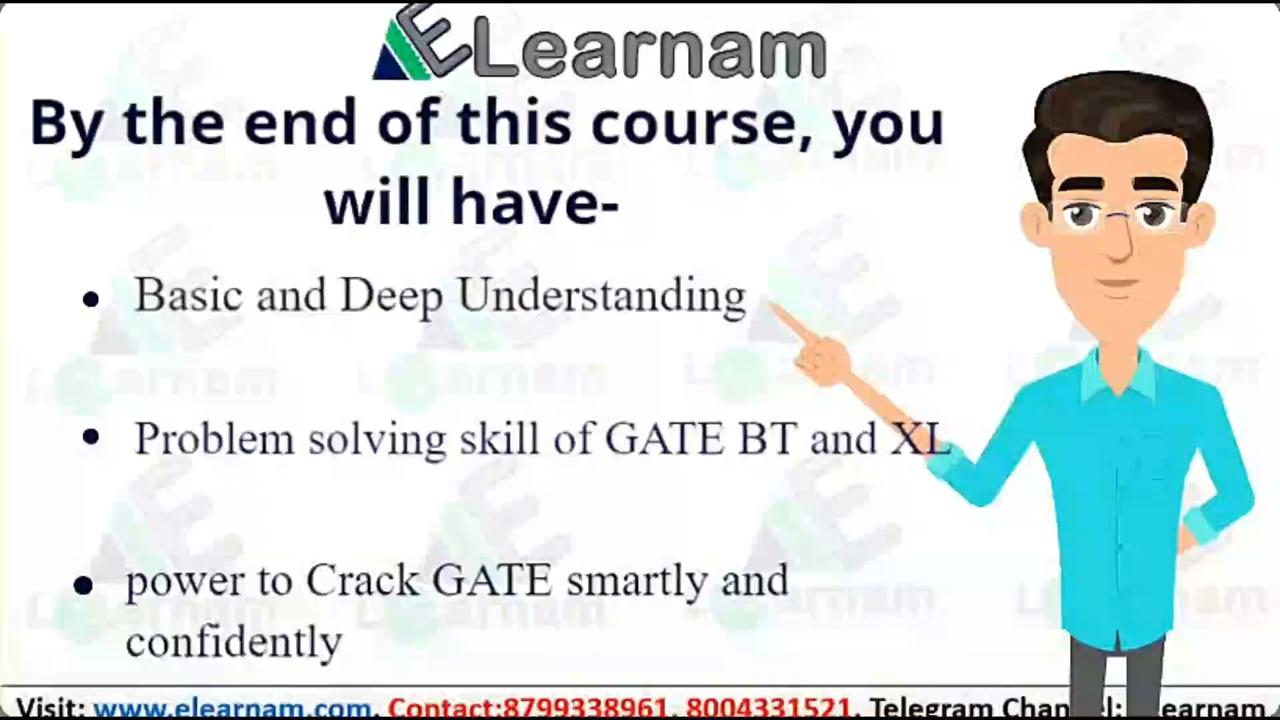 ELearnam
By the end of this course, you
will have-
• Basic and Deep Understanding
• Problem solving skill of GATE BT and XL
• power to Crack GATE smartly and
confidently
Visit: www.elearnam.com, Contact:8799338961, 8004331521, Telegram